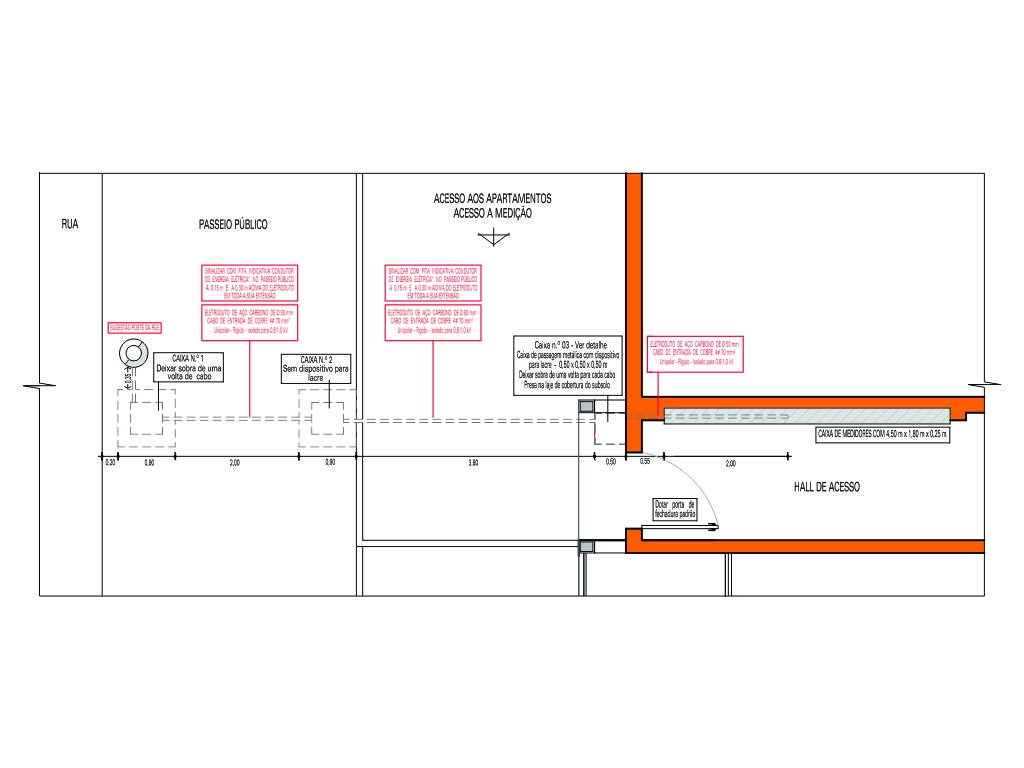 ACESSO AOS APARTAMENTOS
ACESSO A MEDIÇÃO
RUA
PASSEIO PÚBLICO
SINALIZAR COM FITA INDICATIVA "CONDUTOR
DE ENERGIA ELÉTRICA", NO PASSEIO PÚBLICO
A 0,15 m E A 0,30 m ACIMA DO ELETRODUTO
EM TODA A SUA EXTENSÃO.
ELETRODUTO DE AÇO CARBONO DE Ø 50 mm
CABO DE ENTRADA DE COBRE 4# 70 mm²
Unipolar - Rígido - isolado para 0,6/1,0 kV
SINALIZAR COM FITA INDICATIVA "CONDUTOR
DE ENERGIA ELÉTRICA", NO PASSEIO PÚBLICO
A 0,15 m E A 0,30 m ACIMA DO ELETRODUTO
EM TODA A SUA EXTENSÃO.
ELETRODUTO DE AÇO CARBONO DE Ø 50 mm
CABO DE ENTRADA DE COBRE 4# 70 mm²
Unipolar - Rígido - isolado para 0,6/1,0 kV
SUGESTÃO POSTE DA RGE
0,35
CAIXA N.º 1
Deixar sobra de uma
volta de cabo
CAIXA N.º 2
Sem dispositivo para
lacre
Caixa n.º 03 - Ver detalhe
Caixa de passagem metálica com dispositivo
para lacre - 0,50 x 0,50 x 0,50 m
Deixar sobra de uma volta para cada cabo
Presa na laje de cobertura do subsolo
ELETRODUTO DE AÇO CARBONO DE Ø 50 mm
CABO DE ENTRADA DE COBRE 4# 70 mm²
Unipolar - Rígido - isolado para 0,6/1,0 kV
CAIXA DE MEDIDORES COM 4,50 m x 1,80 m x 0,25 m
0,20 0,90 2,00 0,90 3,80 0,50 0,55 2,00
HALL DE ACESSO
Dotar porta de
fechadura padrão